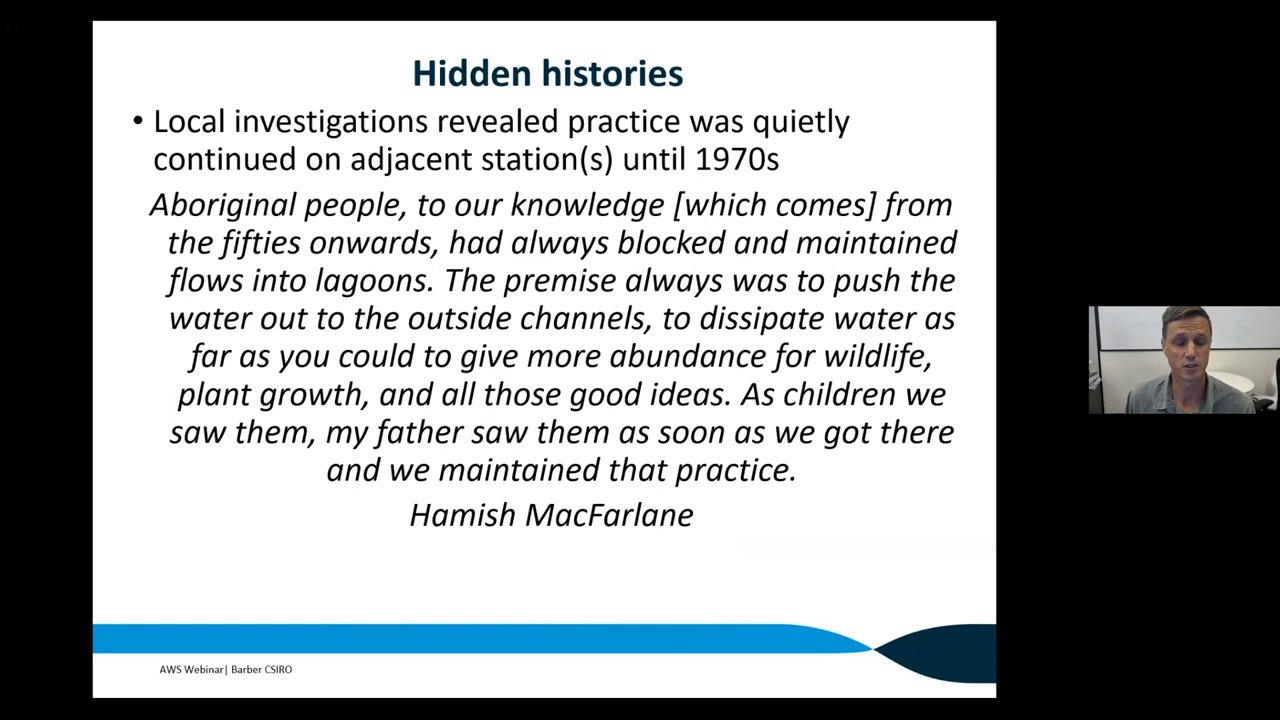 Hidden histories
• Local investigations revealed practice was quietly
continued on adjacent station(s) until 1970s
Aboriginal people, to our knowledge [which comes] from
the fifties onwards, had always blocked and maintained
flows into lagoons. The premise always was to push the
water out to the outside channels, to dissipate water as
far as you could to give more abundance for wildlife,
plant growth, and all those good ideas. As children we
saw them, my father saw them as soon as we got there
and we maintained that practice.
Hamish MacFarlane
AWS Webinar| Barber CSIRO